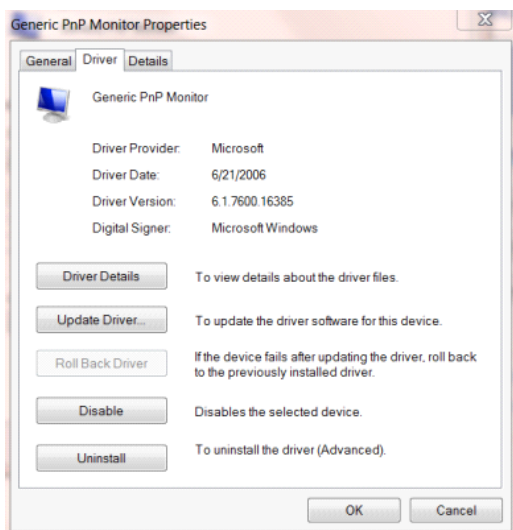 Generic PnP Monitor Properties
General Driver Details
Generic PnP Monitor
Driver Provider: Microsoft
Driver Date: 6/21/2006
Driver Version: 6.1.7600.16385
Digital Signer: Microsoft Windows
Driver Details To view details about the driver files.
Update Driver... To update the driver software for this device.
Roll Back Driver If the device fails after updating the driver, roll back
to the previously installed driver.
Disable Disables the selected device.
Uninstall To uninstall the driver (Advanced).
OK Cancel